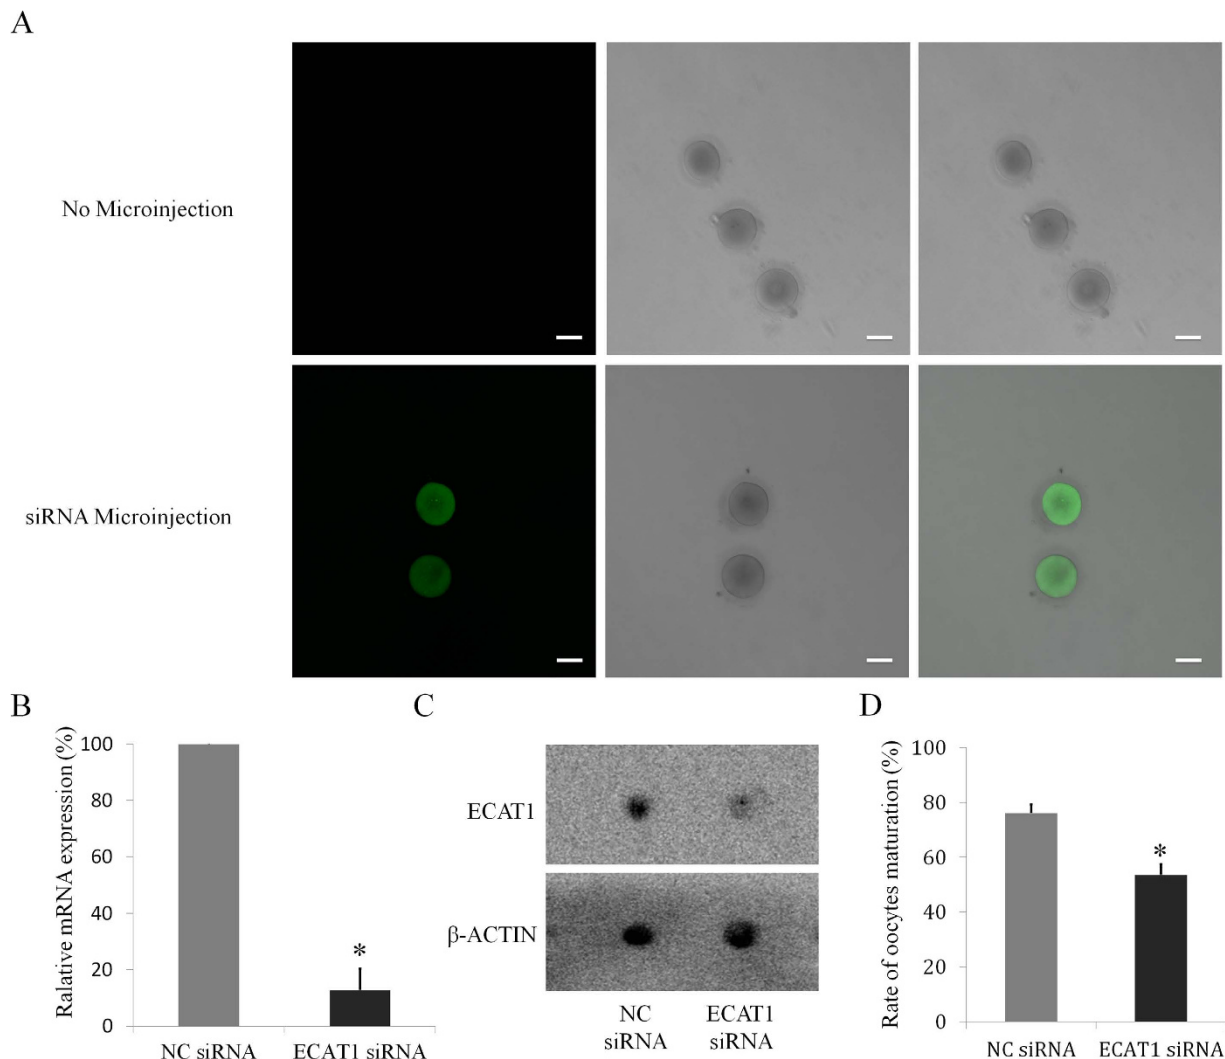 A
No Microinjection
siRNA Microinjection
B
Ralative mRNA expression (%)
100
80
60
40
20
0
*
NC siRNA
ECAT1 siRNA
C
ECAT1
β-ACTIN
NC
siRNA
ECAT1
siRNA
D
Rate of oocytes maturation (%)
100
80
60
40
20
0
*
NC siRNA
ECAT1 siRNA